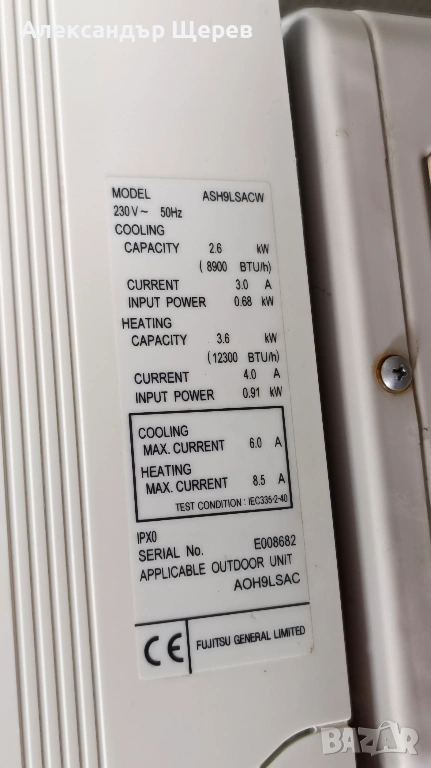 Александър Щерев
MODEL ASH9LSACW
230 V ~ 50Hz
COOLING
CAPACITY 2.6 kW
( 8900 BTU/h)
CURRENT 3.0 A
INPUT POWER 0.68 kW
HEATING
CAPACITY 3.6 kW
(12300 BTU/h)
CURRENT 4.0 A
INPUT POWER 0.91 kW
COOLING
MAX. CURRENT 6.0 A
HEATING
MAX. CURRENT 8.5 A
TEST CONDITION : IEC335-2-40
IPX0
SERIAL No. E008682
APPLICABLE OUTDOOR UNIT
AOH9LSAC
CE FUJITSU GENERAL LIMITED
BAZAR